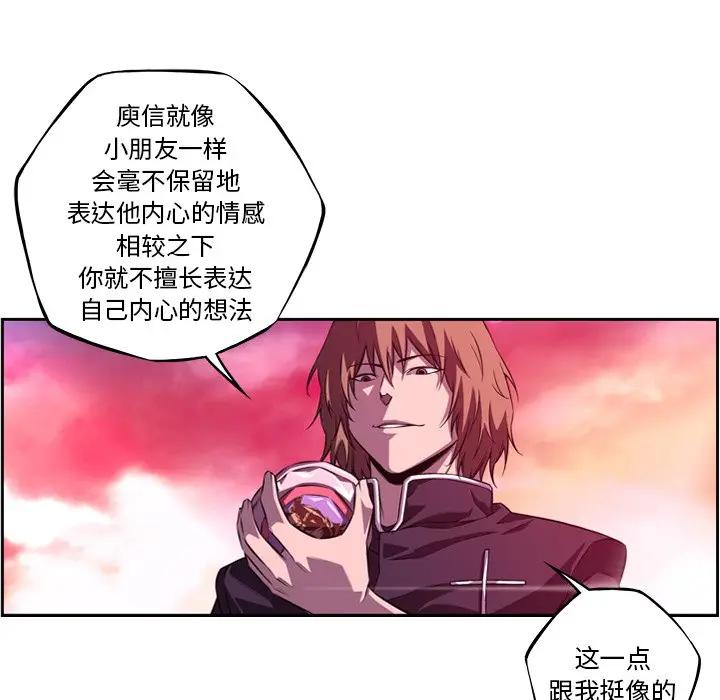 庾信就像
小朋友一样
会毫不保留地
表达他内心的情感
相较之下
你就不擅长表达
自己内心的想法
这一点
跟我挺像的